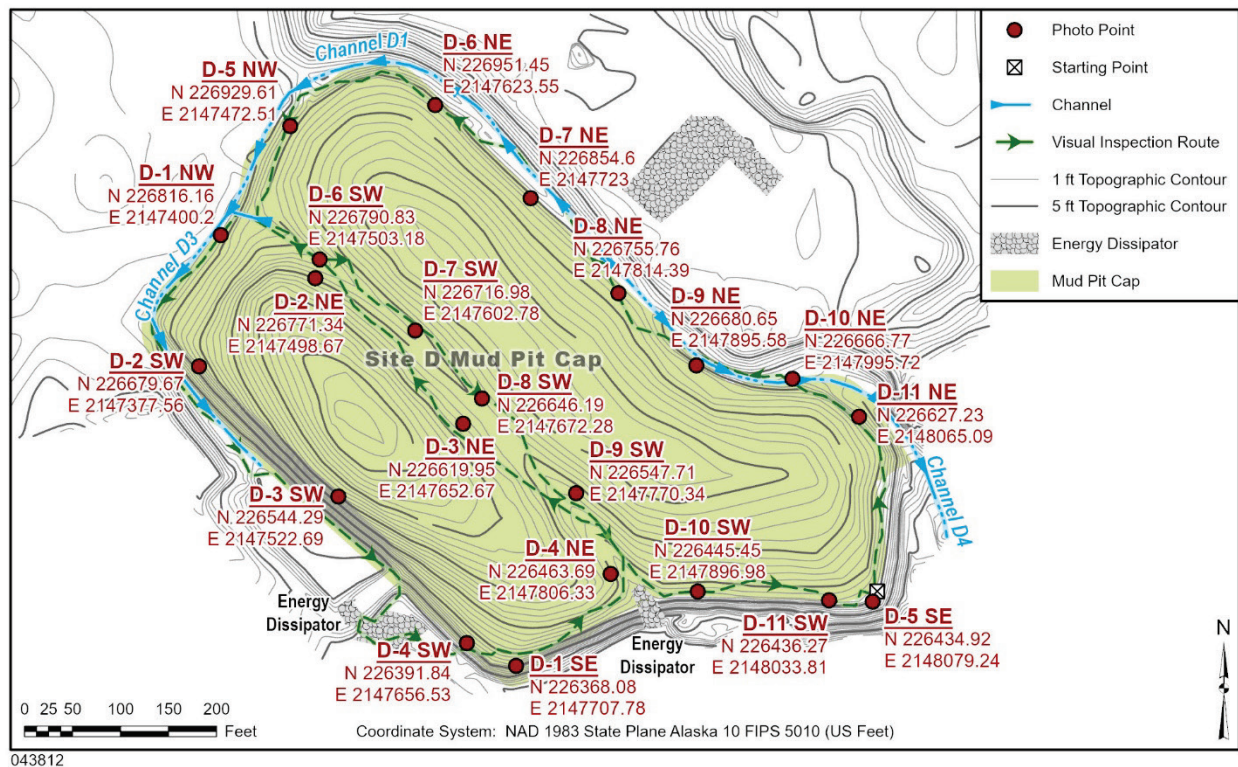 Channel D1
D-6 NE
N 226951.45
E 2147623.55
D-5 NW
N 226929.61
E 2147472.51
D-7 NE
N 226854.6
E 2147723
D-1 NW
N 226816.16
E 2147400.2
D-6 SW
N 226790.83
E 2147503.18
D-8 NE
N 226755.76
E 2147814.39
Channel D3
D-7 SW
N 226716.98
E 2147602.78
D-2 NE
N 226771.34
E 2147498.67
D-9 NE
N 226680.65
E 2147895.58
D-10 NE
N 226666.77
E 2147995.72
Site D Mud Pit Cap
D-2 SW
N 226679.67
E 2147377.56
D-8 SW
N 226646.19
E 2147672.28
D-11 NE
N 226627.23
E 2148065.09
D-3 NE
N 226619.95
E 2147652.67
D-9 SW
N 226547.71
E 2147770.34
Channel D4
D-3 SW
N 226544.29
E 2147522.69
D-10 SW
N 226445.45
E 2147896.98
D-4 NE
N 226463.69
E 2147806.33
Energy
Dissipator
D-4 SW
N 226391.84
E 2147656.53
D-1 SE
N 226368.08
E 2147707.78
Energy
Dissipator
D-11 SW
N 226436.27
E 2148033.81
D-5 SE
N 226434.92
E 2148079.24
Photo Point
Starting Point
Channel
Visual Inspection Route
1 ft Topographic Contour
5 ft Topographic Contour
Energy Dissipator
Mud Pit Cap
N
0 25 50 100 150 200
Feet
Coordinate System: NAD 1983 State Plane Alaska 10 FIPS 5010 (US Feet)
043812